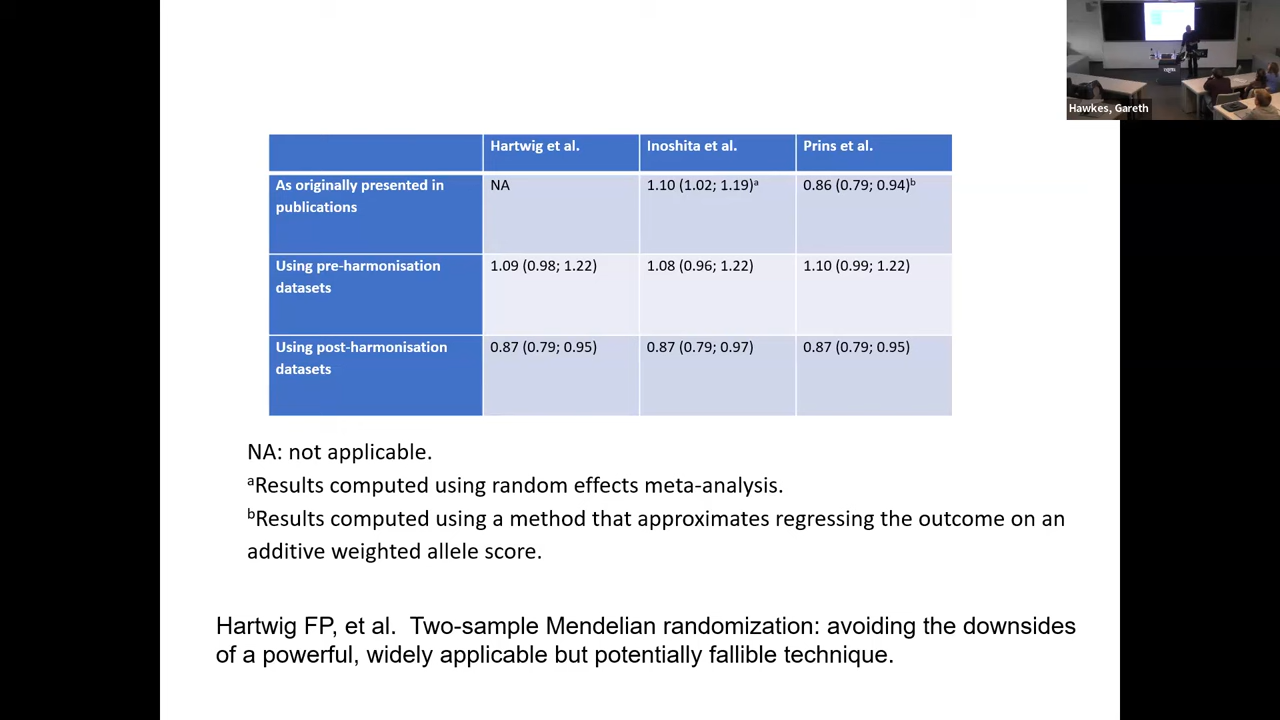 Hawkes, Gareth
Hartwig et al. Inoshita et al. Prins et al.
As originally presented in publications NA 1.10 (1.02; 1.19)ᵃ 0.86 (0.79; 0.94)ᵇ
Using pre-harmonisation datasets 1.09 (0.98; 1.22) 1.08 (0.96; 1.22) 1.10 (0.99; 1.22)
Using post-harmonisation datasets 0.87 (0.79; 0.95) 0.87 (0.79; 0.97) 0.87 (0.79; 0.95)
NA: not applicable.
ᵃResults computed using random effects meta-analysis.
ᵇResults computed using a method that approximates regressing the outcome on an
additive weighted allele score.
Hartwig FP, et al. Two-sample Mendelian randomization: avoiding the downsides
of a powerful, widely applicable but potentially fallible technique.